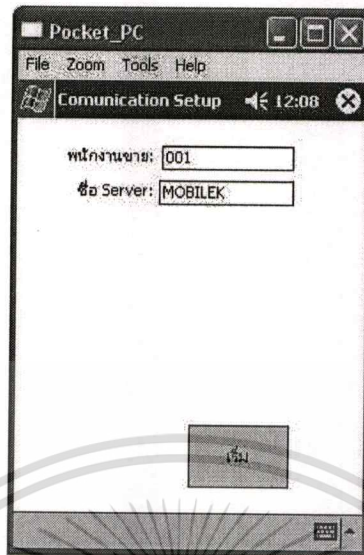 Pocket_PC
File Zoom Tools Help
Comunication Setup 12:08
พนักงานขาย: 001
ชื่อ Server: MOBILEK
เริ่ม